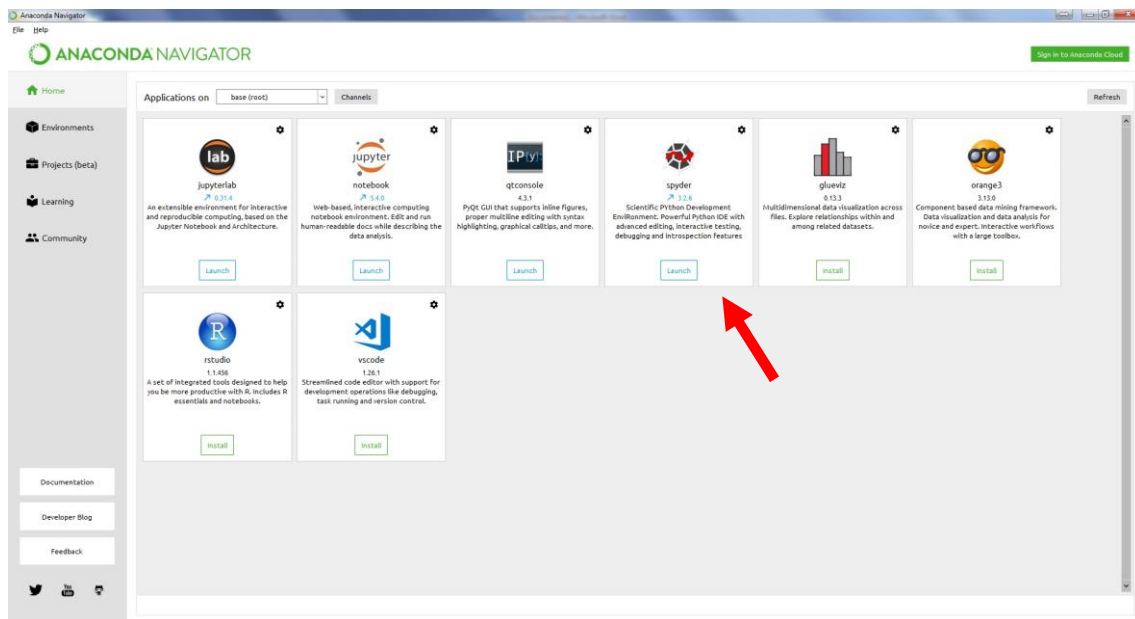 Anaconda Navigator
File Help
ANACONDA NAVIGATOR
Sign in to Anaconda Cloud
Home
Environments
Projects (beta)
Learning
Community
Documentation
Developer Blog
Feedback
Applications on base (root) Channels Refresh
lab
jupyterlab
0.31.4
An extensible environment for interactive
and reproducible computing, based on the
Jupyter Notebook and Architecture.
Launch
jupyter
notebook
5.4.0
Web-based, interactive computing
notebook environment. Edit and run
human-readable docs while describing the
data analysis.
Launch
IP[y]:
qtconsole
4.3.1
PyQt GUI that supports inline figures,
proper multiline editing with syntax
highlighting, graphical calltips, and more.
Launch
spyder
3.2.6
Scientific PYthon Development
EnviRonment. Powerful Python IDE with
advanced editing, interactive testing,
debugging and introspection features
Launch
glueviz
0.13.3
Multidimensional data visualization across
files. Explore relationships within and
among related datasets.
Install
orange3
3.13.0
Component based data mining framework.
Data visualization and data analysis for
novice and expert. Interactive workflows
with a large toolbox.
Install
R
rstudio
1.1.456
A set of integrated tools designed to help
you be more productive with R. Includes R
essentials and notebooks.
Install
vscode
1.26.1
Streamlined code editor with support for
development operations like debugging,
task running and version control.
Install
You
Tube